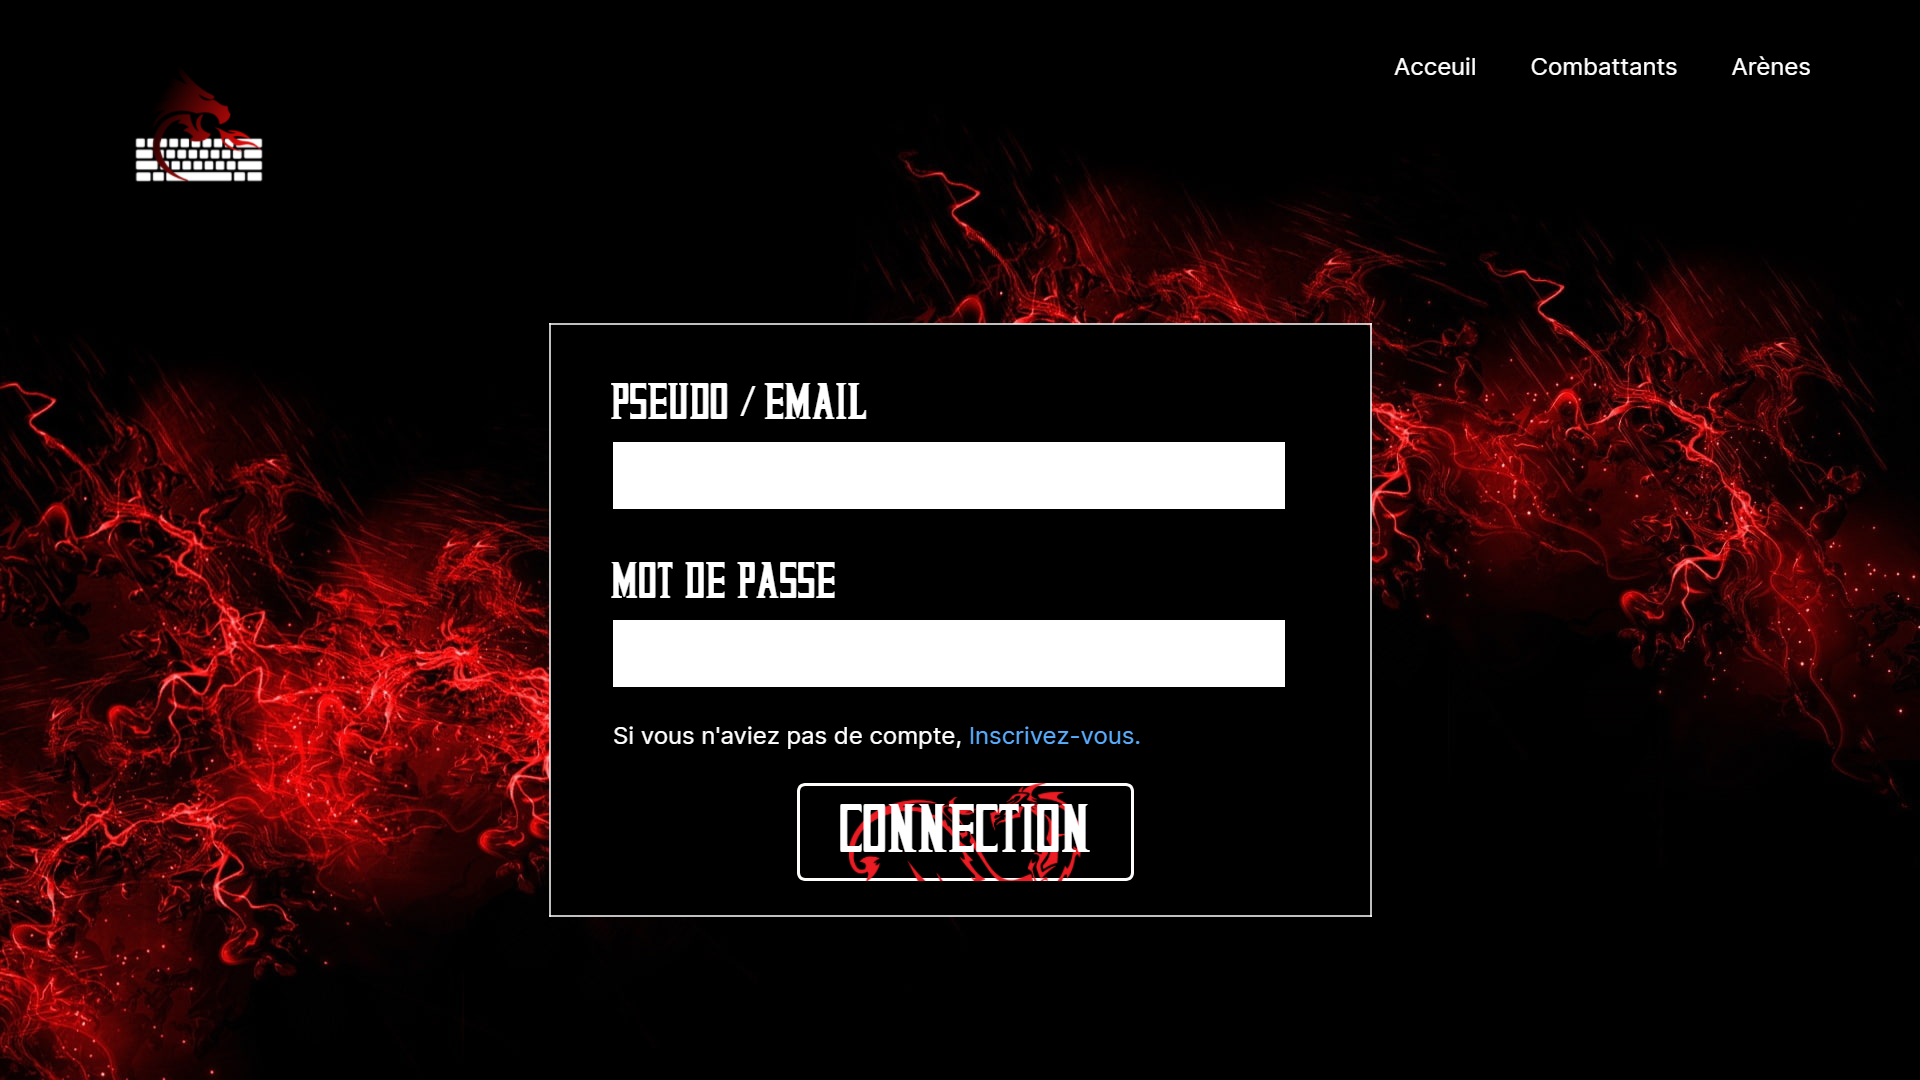 Acceuil Combattants Arènes
PSEUDO / EMAIL
MOT DE PASSE
Si vous n'aviez pas de compte, Inscrivez-vous.
CONNECTION